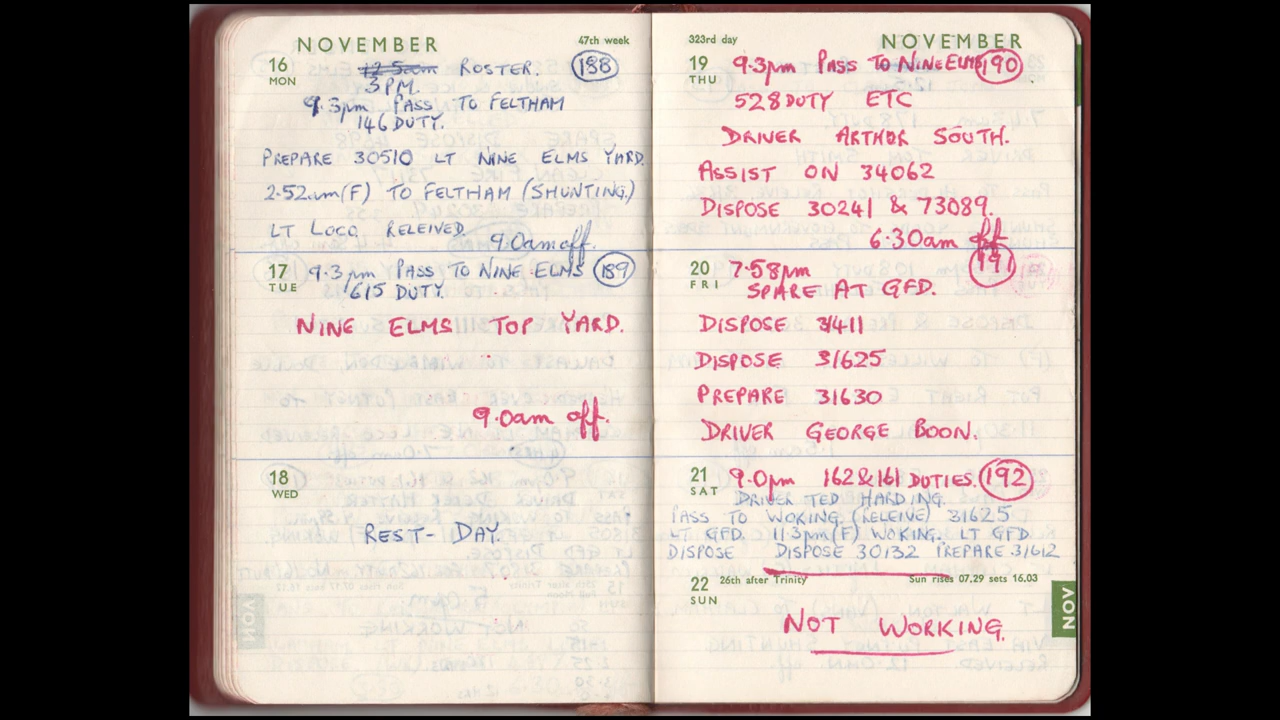 NOVEMBER 47th week
16 MON 12.5am ROSTER. 188
3PM.
9.3pm PASS TO FELTHAM
146 DUTY.
PREPARE 30510 LT NINE ELMS YARD.
2.52am(F) TO FELTHAM (SHUNTING.)
LT LOCO RELEIVED
9.0am off.
17 TUE 9.3pm PASS TO NINE ELMS 189
615 DUTY.
NINE ELMS TOP YARD.
9.0am off.
18 WED
REST-DAY.
323rd day NOVEMBER
19 THU 9.3pm PASS TO NINE ELMS 190
528 DUTY ETC
DRIVER ARTHUR SOUTH.
ASSIST ON 34062
DISPOSE 30241 & 73089.
6.30am off
20 FRI 7.58pm 191
SPARE AT GFD.
DISPOSE 31411
DISPOSE 31625
PREPARE 31630
DRIVER GEORGE BOON.
21 SAT 9.0pm 162 & 161 DUTIES. 192
DRIVER TED HARDING.
PASS TO WOKING (RELEIVE) 31625
LT GFD. 11.3pm(F) WOKING. LT GFD
DISPOSE DISPOSE 30132 PREPARE 31612
22 SUN 26th after Trinity Sun rises 07.29 sets 16.03
NOV
NOT WORKING.